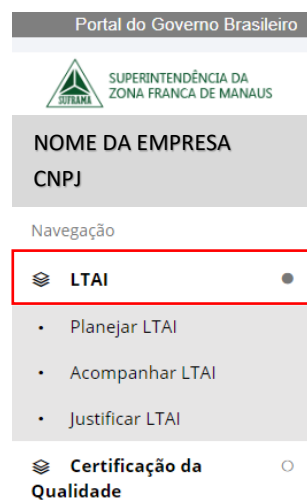 Portal do Governo Brasileiro
SUFRAMA
SUPERINTENDÊNCIA DA
ZONA FRANCA DE MANAUS
NOME DA EMPRESA
CNPJ
Navegação
LTAI
• Planejar LTAI
• Acompanhar LTAI
• Justificar LTAI
Certificação da
Qualidade